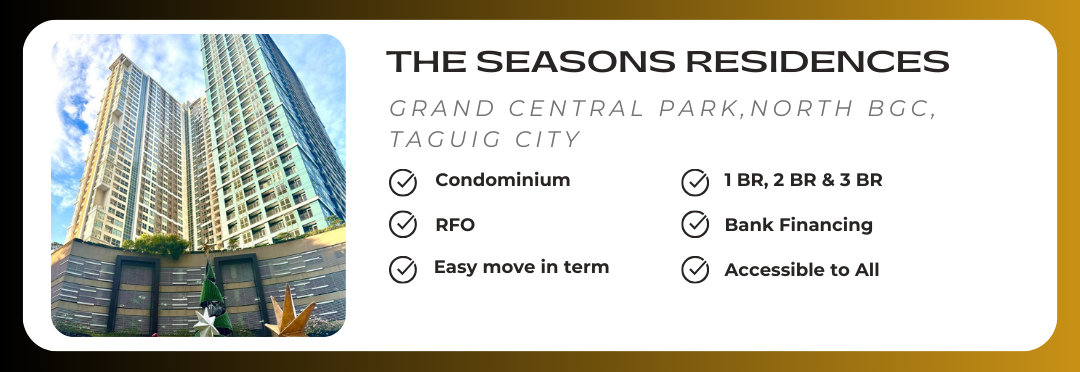 THE SEASONS RESIDENCES
GRAND CENTRAL PARK,NORTH BGC,
TAGUIG CITY
Condominium
RFO
Easy move in term
1 BR, 2 BR & 3 BR
Bank Financing
Accessible to All